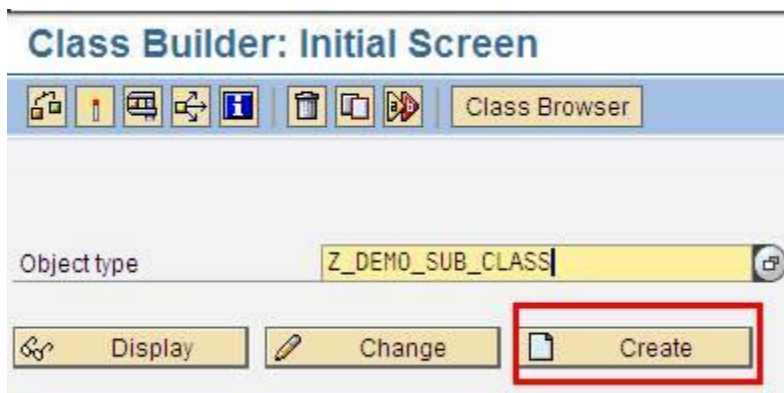 Class Builder: Initial Screen
Class Browser
Object type Z_DEMO_SUB_CLASS
Display Change Create